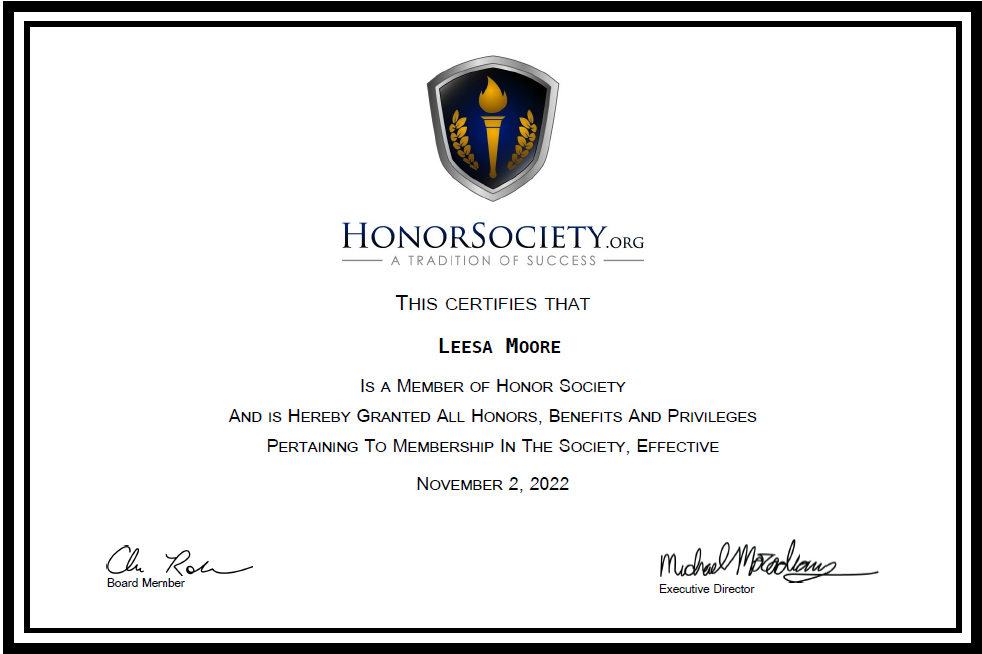 HONORSOCIETY.ORG
A TRADITION OF SUCCESS
THIS CERTIFIES THAT
LEESA MOORE
IS A MEMBER OF HONOR SOCIETY
AND IS HEREBY GRANTED ALL HONORS, BENEFITS AND PRIVILEGES
PERTAINING TO MEMBERSHIP IN THE SOCIETY, EFFECTIVE
NOVEMBER 2, 2022
Board Member
Michael
Executive Director